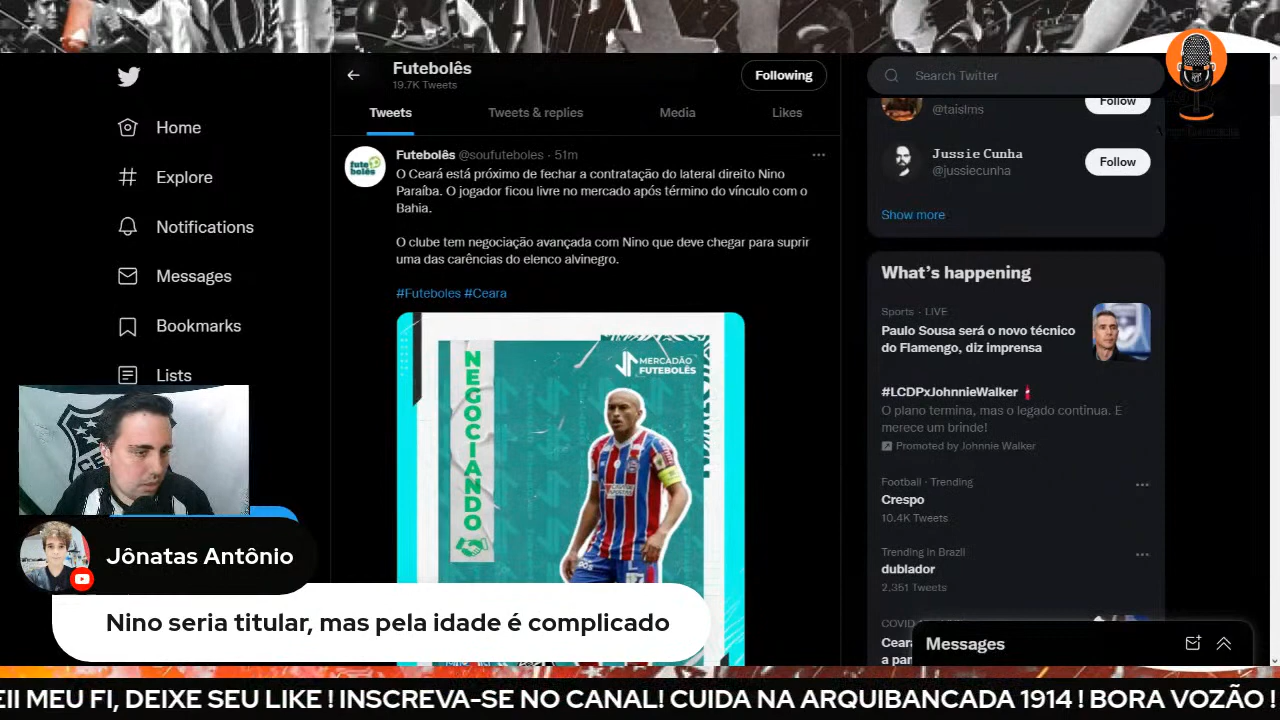 Futebolês
19.7K Tweets
Following
Search Twitter
Tweets
Tweets & replies
Media
Likes
Home
Explore
Notifications
Messages
Bookmarks
Lists
Futebolês @soufuteboles · 51m
O Ceará está próximo de fechar a contratação do lateral direito Nino
Paraíba. O jogador ficou livre no mercado após término do vínculo com o
Bahia.
O clube tem negociação avançada com Nino que deve chegar para suprir
uma das carências do elenco alvinegro.
#Futeboles #Ceara
fute
bolês
NEGOCIANDO
MERCADÃO
FUTEBOLÊS
@taislms
Follow
Jussie Cunha
@jussiecunha
Follow
Show more
What's happening
Sports · LIVE
Paulo Sousa será o novo técnico
do Flamengo, diz imprensa
#LCDPxJohnnieWalker
O plano termina, mas o legado continua. E
merece um brinde!
Promoted by Johnnie Walker
Football · Trending
Crespo
10.4K Tweets
Trending in Brazil
dublador
2,351 Tweets
Messages
Jônatas Antônio
Nino seria titular, mas pela idade é complicado
EII MEU FI, DEIXE SEU LIKE ! INSCREVA-SE NO CANAL! CUIDA NA ARQUIBANCADA 1914 ! BORA VOZÃO !